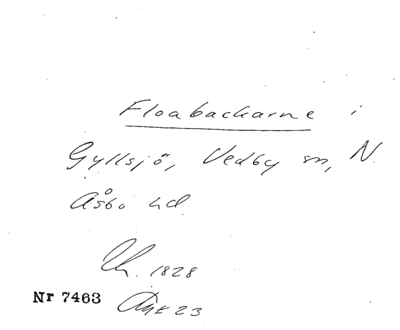 Floabackarne i
Gyllsjö, Vedby sn, N.
Åsbo hd.
1828
Nr 7463